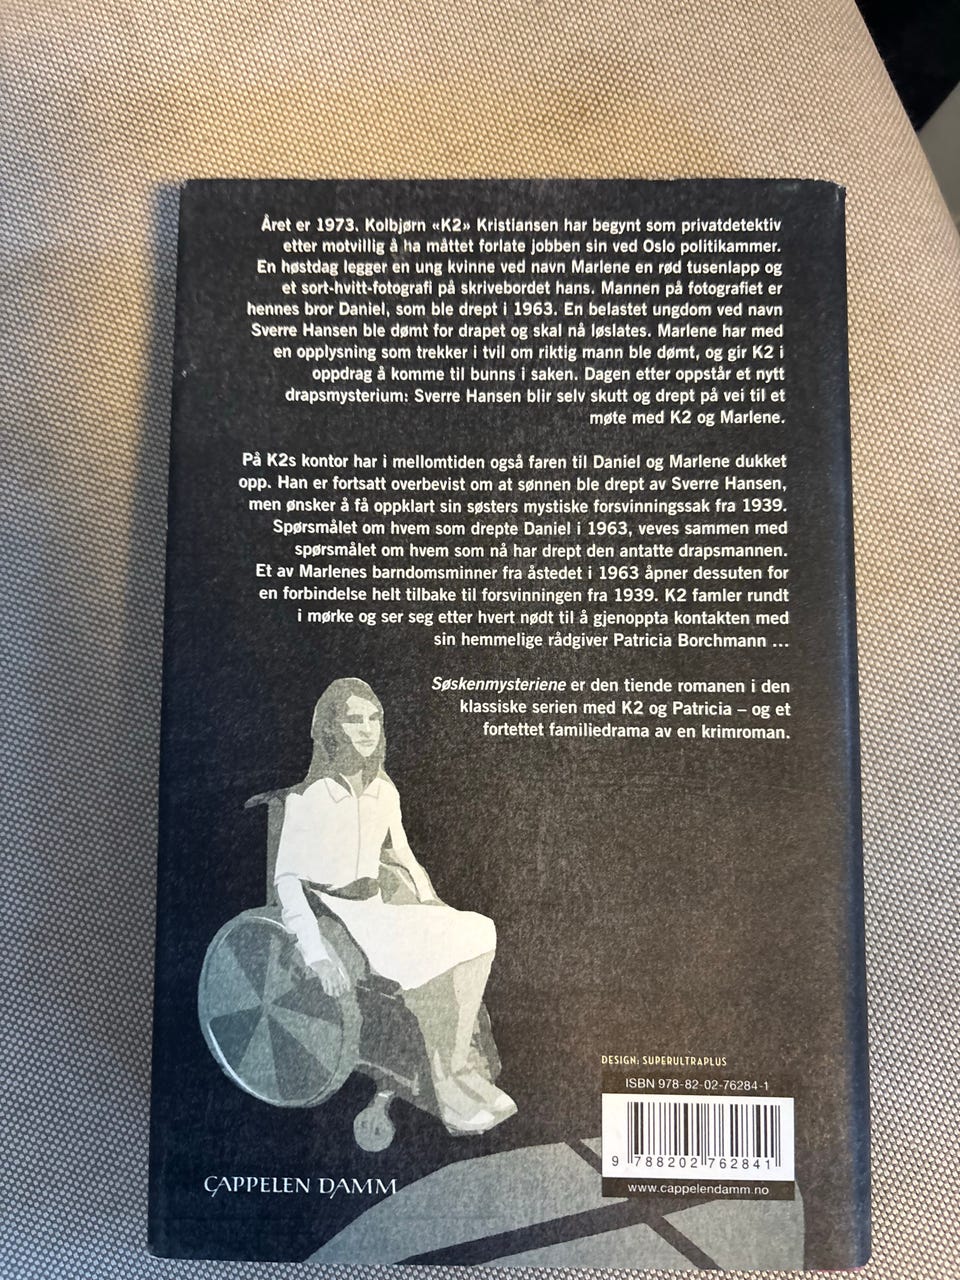 Året er 1973. Kolbjørn «K2» Kristiansen har begynt som privatdetektiv
etter motvillig å ha måttet forlate jobben sin ved Oslo politikammer.
En høstdag legger en ung kvinne ved navn Marlene en rød tusenlapp og
et sort-hvitt-fotografi på skrivebordet hans. Mannen på fotografiet er
hennes bror Daniel, som ble drept i 1963. En belastet ungdom ved navn
Sverre Hansen ble dømt for drapet og skal nå løslates. Marlene har med
en opplysning som trekker i tvil om riktig mann ble dømt, og gir K2 i
oppdrag å komme til bunns i saken. Dagen etter oppstår et nytt
drapsmysterium: Sverre Hansen blir selv skutt og drept på vei til et
møte med K2 og Marlene.
På K2s kontor har i mellomtiden også faren til Daniel og Marlene dukket
opp. Han er fortsatt overbevist om at sønnen ble drept av Sverre Hansen,
men ønsker å få oppklart sin søsters mystiske forsvinningssak fra 1939.
Spørsmålet om hvem som drepte Daniel i 1963, veves sammen med
spørsmålet om hvem som nå har drept den antatte drapsmannen.
Et av Marlenes barndomsminner fra åstedet i 1963 åpner dessuten for
en forbindelse helt tilbake til forsvinningen fra 1939. K2 famler rundt
i mørke og ser seg etter hvert nødt til å gjenoppta kontakten med
sin hemmelige rådgiver Patricia Borchmann ...
Søskenmysteriene er den tiende romanen i den
klassiske serien med K2 og Patricia – og et
fortettet familiedrama av en krimroman.
DESIGN: SUPERULTRAPLUS
ISBN 978-82-02-76284-1
9 788202 762841
www.cappelendamm.no
CAPPELEN DAMM